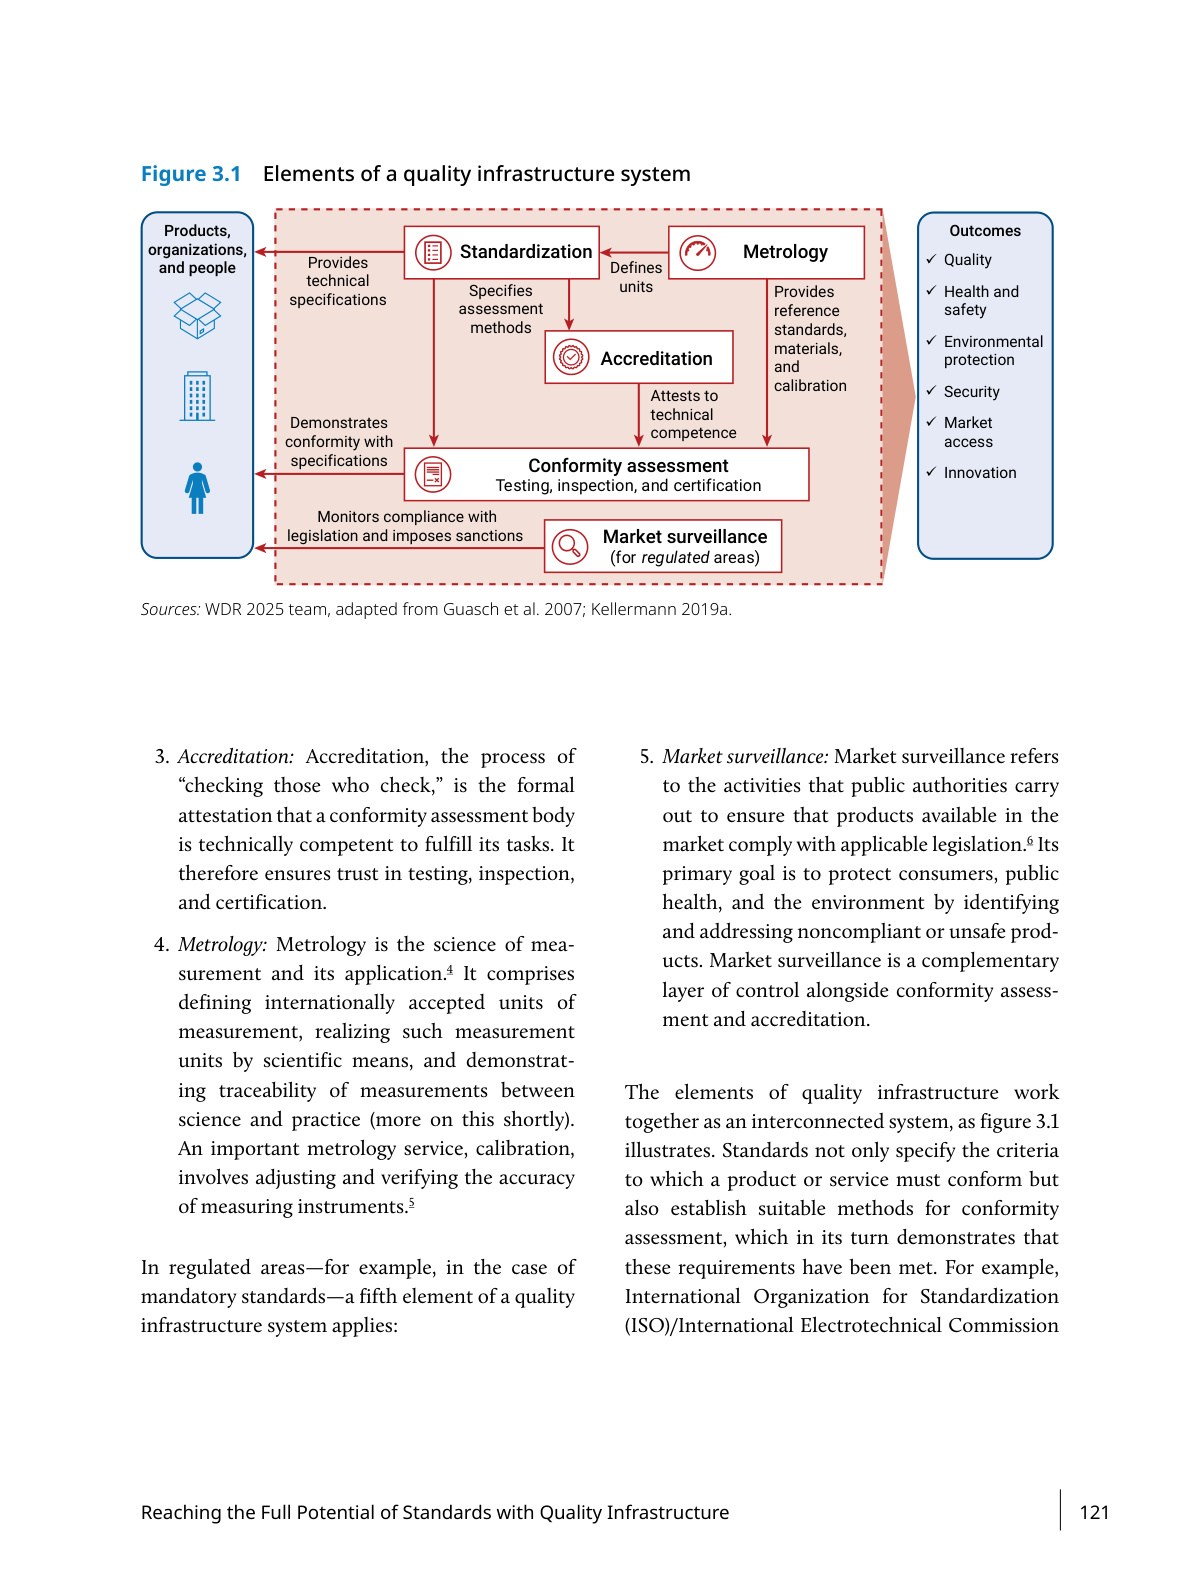 Figure 3.1 Elements of a quality infrastructure system
Products,
organizations,
and people
Provides
technical
specifications
Standardization
Defines
units
Metrology
Specifies
assessment
methods
Provides
reference
standards,
materials,
and
calibration
Accreditation
Attests to
technical
competence
Demonstrates
conformity with
specifications
Conformity assessment
Testing, inspection, and certification
Monitors compliance with
legislation and imposes sanctions
Market surveillance
(for regulated areas)
Outcomes
✓ Quality
✓ Health and
safety
✓ Environmental
protection
✓ Security
✓ Market
access
✓ Innovation
Sources: WDR 2025 team, adapted from Guasch et al. 2007; Kellermann 2019a.
3. Accreditation: Accreditation, the process of
“checking those who check,” is the formal
attestation that a conformity assessment body
is technically competent to fulfill its tasks. It
therefore ensures trust in testing, inspection,
and certification.
4. Metrology: Metrology is the science of mea-
surement and its application.4 It comprises
defining internationally accepted units of
measurement, realizing such measurement
units by scientific means, and demonstrat-
ing traceability of measurements between
science and practice (more on this shortly).
An important metrology service, calibration,
involves adjusting and verifying the accuracy
of measuring instruments.5
In regulated areas—for example, in the case of
mandatory standards—a fifth element of a quality
infrastructure system applies:
5. Market surveillance: Market surveillance refers
to the activities that public authorities carry
out to ensure that products available in the
market comply with applicable legislation.6 Its
primary goal is to protect consumers, public
health, and the environment by identifying
and addressing noncompliant or unsafe prod-
ucts. Market surveillance is a complementary
layer of control alongside conformity assess-
ment and accreditation.
The elements of quality infrastructure work
together as an interconnected system, as figure 3.1
illustrates. Standards not only specify the criteria
to which a product or service must conform but
also establish suitable methods for conformity
assessment, which in its turn demonstrates that
these requirements have been met. For example,
International Organization for Standardization
(ISO)/International Electrotechnical Commission
Reaching the Full Potential of Standards with Quality Infrastructure
121